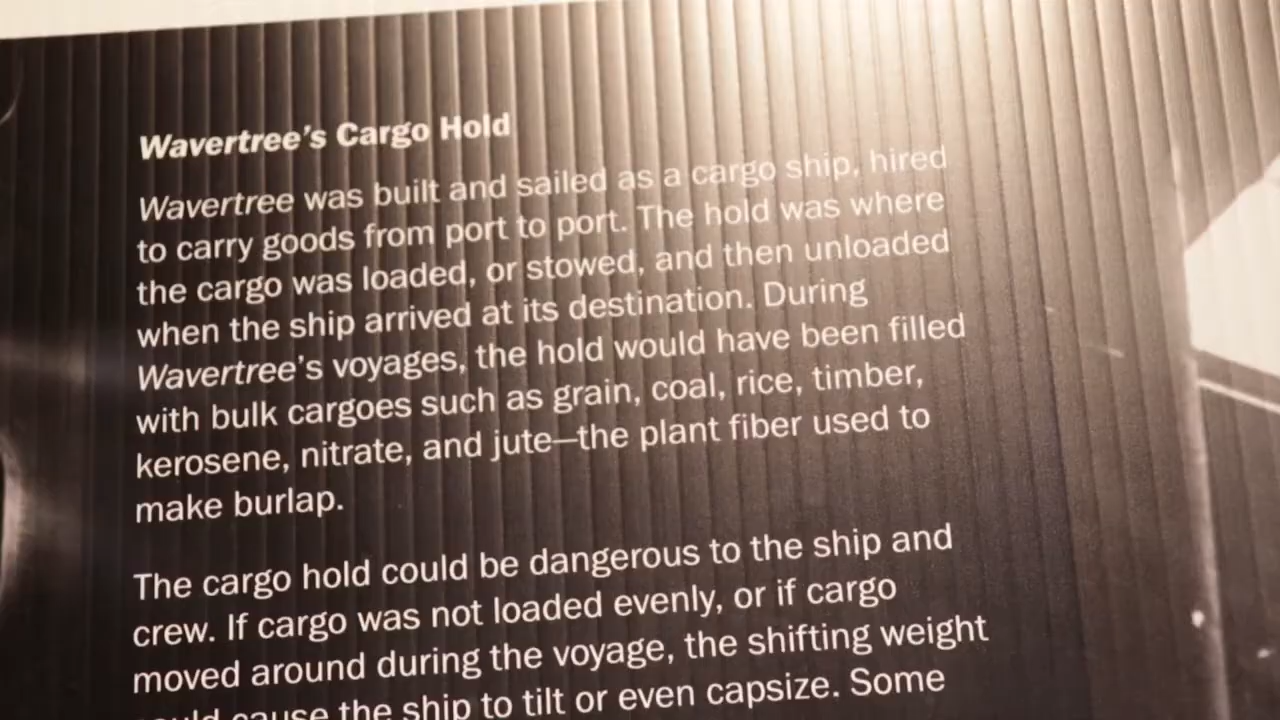 Wavertree's Cargo Hold
Wavertree was built and sailed as a cargo ship, hired
to carry goods from port to port. The hold was where
the cargo was loaded, or stowed, and then unloaded
when the ship arrived at its destination. During
Wavertree's voyages, the hold would have been filled
with bulk cargoes such as grain, coal, rice, timber,
kerosene, nitrate, and jute—the plant fiber used to
make burlap.
The cargo hold could be dangerous to the ship and
crew. If cargo was not loaded evenly, or if cargo
moved around during the voyage, the shifting weight
could cause the ship to tilt or even capsize. Some